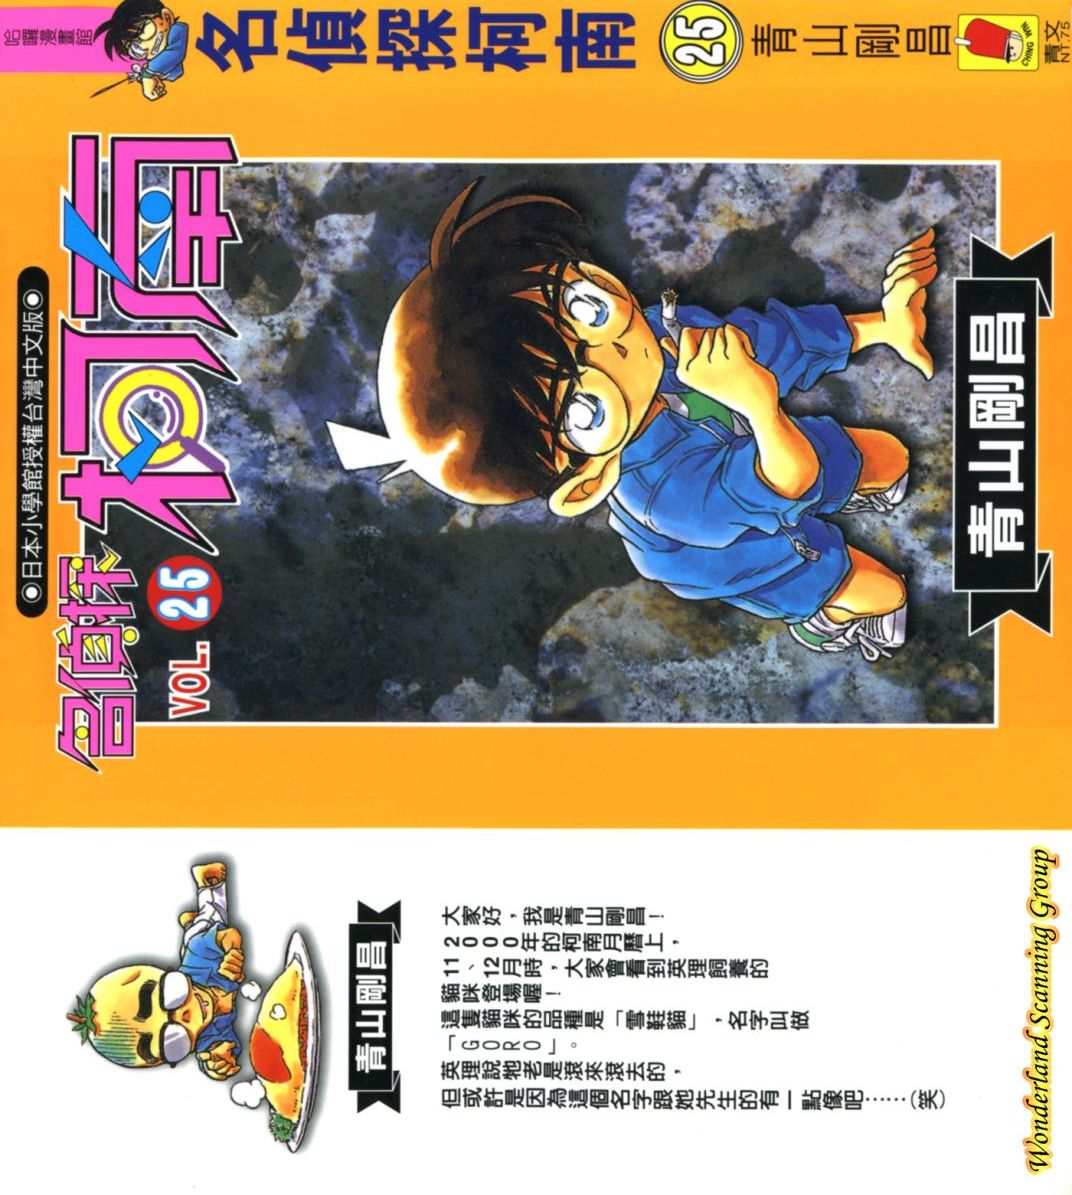 哈囉漫畫館
名偵探柯南
25
青山剛昌
CHING WIN
青文
NT.75
◉日本小學館授權台灣中文版◉
名偵探
柯南
VOL.25
青山剛昌
青山剛昌
大家好，我是青山剛昌！
2000年的柯南月曆上，
11、12月時，大家會看到英理飼養的
貓咪登場喔！
這隻貓咪的品種是「雪鞋貓」，名字叫做
「GORO」。
英理說牠老是滾來滾去的，
但或許是因為這個名字跟她先生的有一點像吧……（笑）
Wonderland Scanning Group